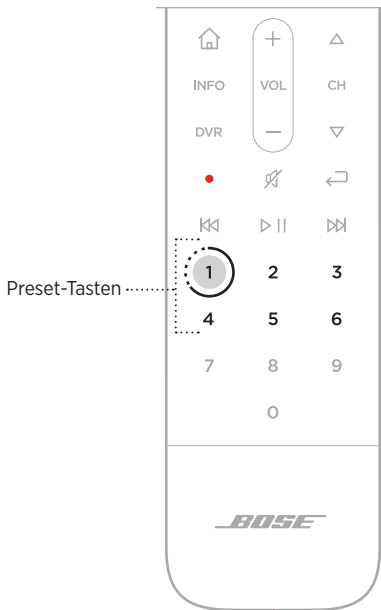 INFO VOL CH
DVR
Preset-Tasten
1 2 3
4 5 6
7 8 9
0
BOSE